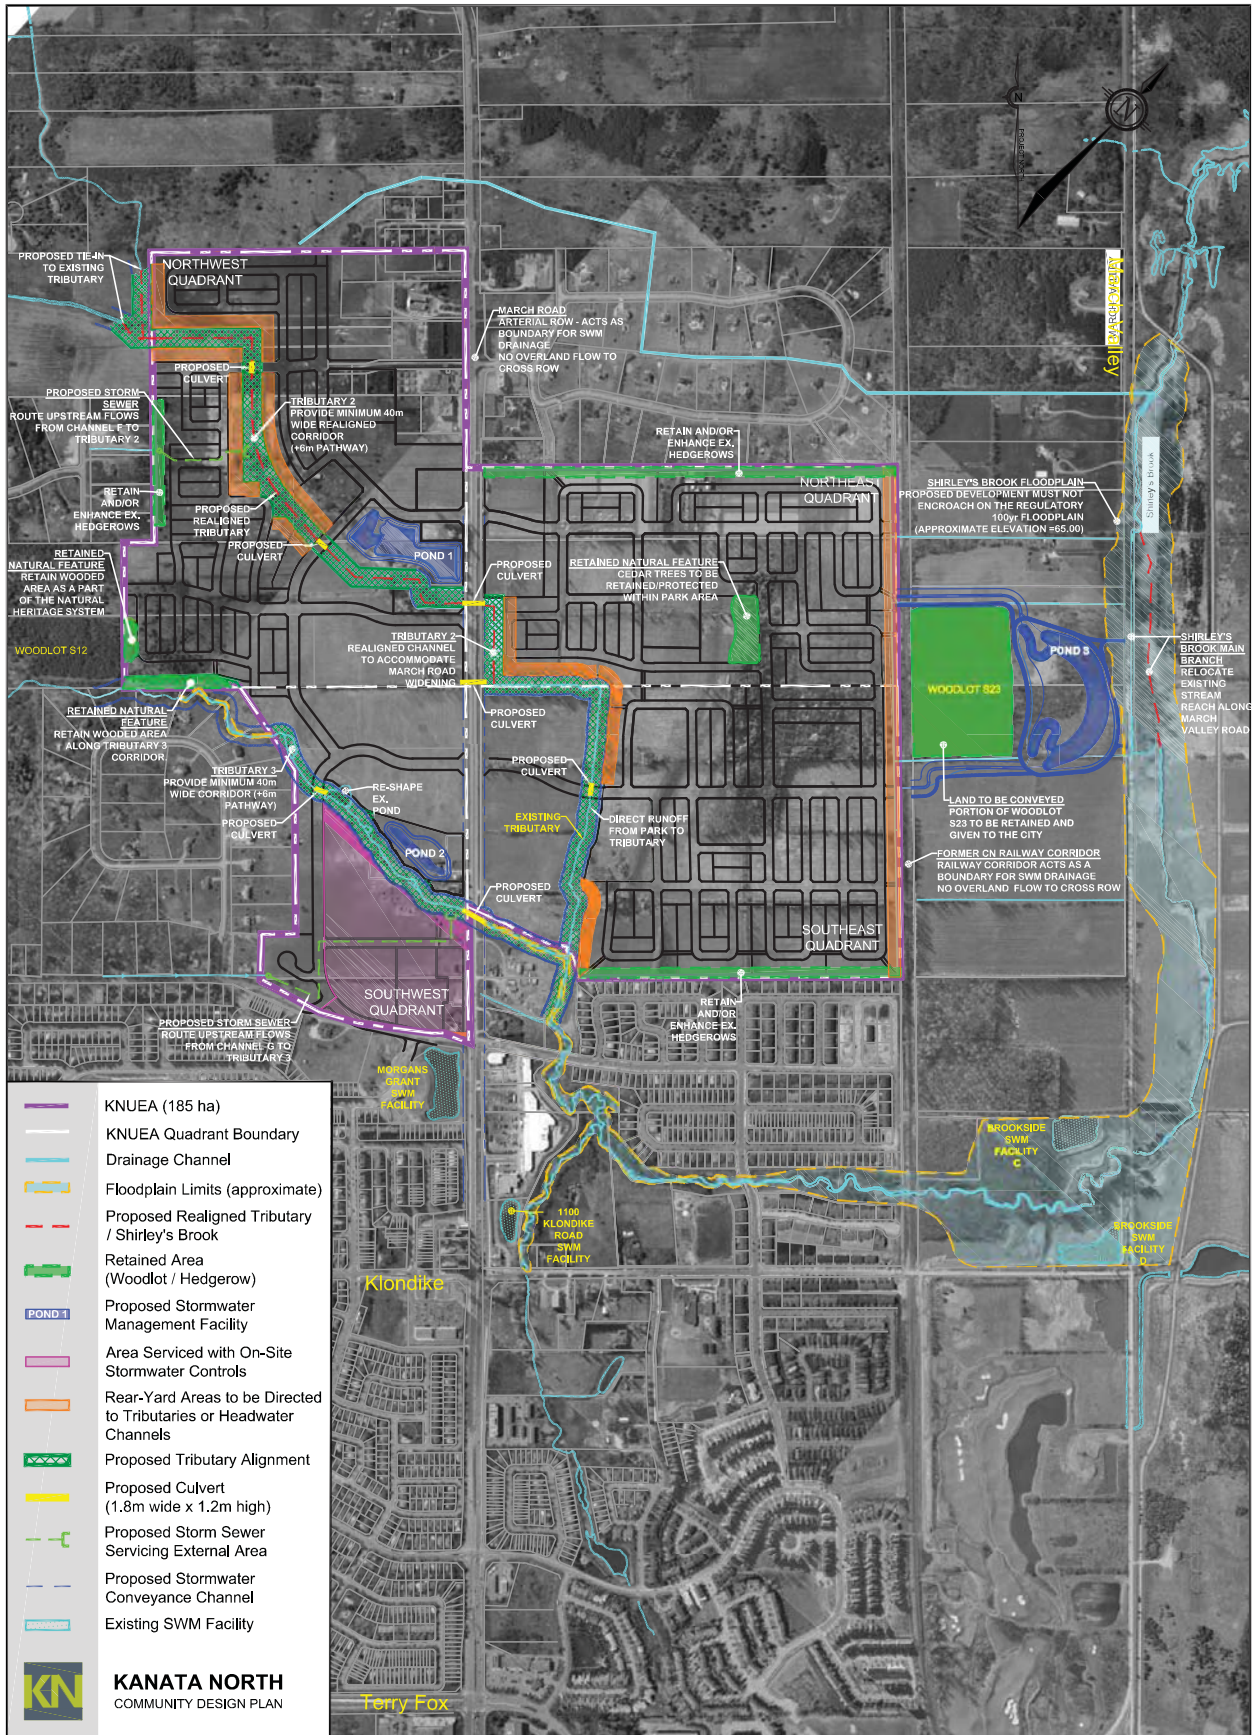 N
PROJECT NORTH
N
PROPOSED TIE-IN
TO EXISTING
TRIBUTARY
NORTHWEST
QUADRANT
MARCH ROAD
ARTERIAL ROW - ACTS AS
BOUNDARY FOR SWM
DRAINAGE
NO OVERLAND FLOW TO
CROSS ROW
March Valley
PROPOSED
CULVERT
PROPOSED STORM
SEWER
ROUTE UPSTREAM FLOWS
FROM CHANNEL F TO
TRIBUTARY 2
TRIBUTARY 2
PROVIDE MINIMUM 40m
WIDE REALIGNED
CORRIDOR
(+6m PATHWAY)
RETAIN AND/OR
ENHANCE EX.
HEDGEROWS
NORTHEAST
QUADRANT
SHIRLEY'S BROOK FLOODPLAIN
PROPOSED DEVELOPMENT MUST NOT
ENCROACH ON THE REGULATORY
100yr FLOODPLAIN
(APPROXIMATE ELEVATION =65.00)
Shirley's Brook
RETAIN
AND/OR
ENHANCE EX.
HEDGEROWS
PROPOSED
REALIGNED
TRIBUTARY
PROPOSED
CULVERT
POND 1
RETAINED
NATURAL FEATURE
RETAIN WOODED
AREA AS A PART
OF THE NATURAL
HERITAGE SYSTEM
PROPOSED
CULVERT
RETAINED NATURAL FEATURE
CEDAR TREES TO BE
RETAINED/PROTECTED
WITHIN PARK AREA
WOODLOT S12
TRIBUTARY 2
REALIGNED CHANNEL
TO ACCOMMODATE
MARCH ROAD
WIDENING
POND 3
WOODLOT S23
SHIRLEY'S
BROOK MAIN
BRANCH
RELOCATE
EXISTING
STREAM
REACH ALONG
MARCH
VALLEY ROAD
RETAINED NATURAL
FEATURE
RETAIN WOODED AREA
ALONG TRIBUTARY 3
CORRIDOR.
PROPOSED
CULVERT
TRIBUTARY 3
PROVIDE MINIMUM 40m
WIDE CORRIDOR (+6m
PATHWAY)
PROPOSED
CULVERT
RE-SHAPE
EX.
POND
PROPOSED
CULVERT
EXISTING
TRIBUTARY
DIRECT RUNOFF
FROM PARK TO
TRIBUTARY
LAND TO BE CONVEYED
PORTION OF WOODLOT
S23 TO BE RETAINED AND
GIVEN TO THE CITY
POND 2
FORMER CN RAILWAY CORRIDOR
RAILWAY CORRIDOR ACTS AS A
BOUNDARY FOR SWM DRAINAGE
NO OVERLAND FLOW TO CROSS ROW
PROPOSED
CULVERT
SOUTHEAST
QUADRANT
SOUTHWEST
QUADRANT
RETAIN
AND/OR
ENHANCE EX.
HEDGEROWS
PROPOSED STORM SEWER
ROUTE UPSTREAM FLOWS
FROM CHANNEL G TO
TRIBUTARY 3
MORGANS
GRANT
SWM
FACILITY
BROOKSIDE
SWM
FACILITY
C
1100
KLONDIKE
ROAD
SWM
FACILITY
BROOKSIDE
SWM
FACILITY
D
Klondike
Terry Fox
KNUEA (185 ha)
KNUEA Quadrant Boundary
Drainage Channel
Floodplain Limits (approximate)
Proposed Realigned Tributary
/ Shirley's Brook
Retained Area
(Woodlot / Hedgerow)
POND 1
Proposed Stormwater
Management Facility
Area Serviced with On-Site
Stormwater Controls
Rear-Yard Areas to be Directed
to Tributaries or Headwater
Channels
Proposed Tributary Alignment
Proposed Culvert
(1.8m wide x 1.2m high)
Proposed Storm Sewer
Servicing External Area
Proposed Stormwater
Conveyance Channel
Existing SWM Facility
KN
KANATA NORTH
COMMUNITY DESIGN PLAN